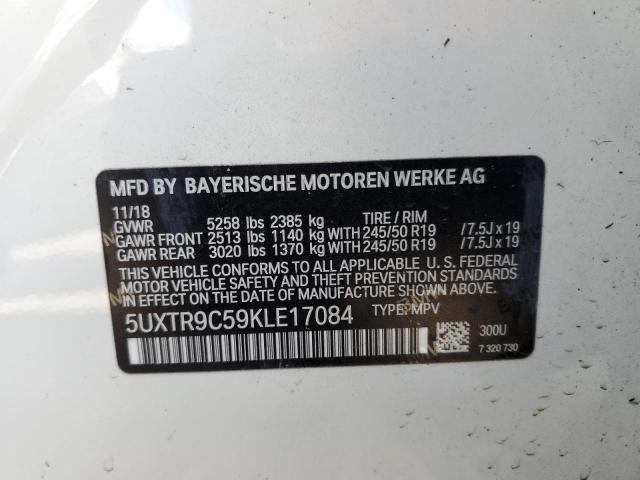 MFD BY BAYERISCHE MOTOREN WERKE AG
11/18
GVWR 5258 lbs 2385 kg TIRE / RIM
GAWR FRONT 2513 lbs 1140 kg WITH 245/50 R19 /7.5J x 19
GAWR REAR 3020 lbs 1370 kg WITH 245/50 R19 /7.5J x 19
THIS VEHICLE CONFORMS TO ALL APPLICABLE U. S. FEDERAL
MOTOR VEHICLE SAFETY AND THEFT PREVENTION STANDARDS
IN EFFECT ON THE DATE OF MANUFACTURE SHOWN ABOVE.
5UXTR9C59KLE17084 TYPE: MPV
300U
7 320 730